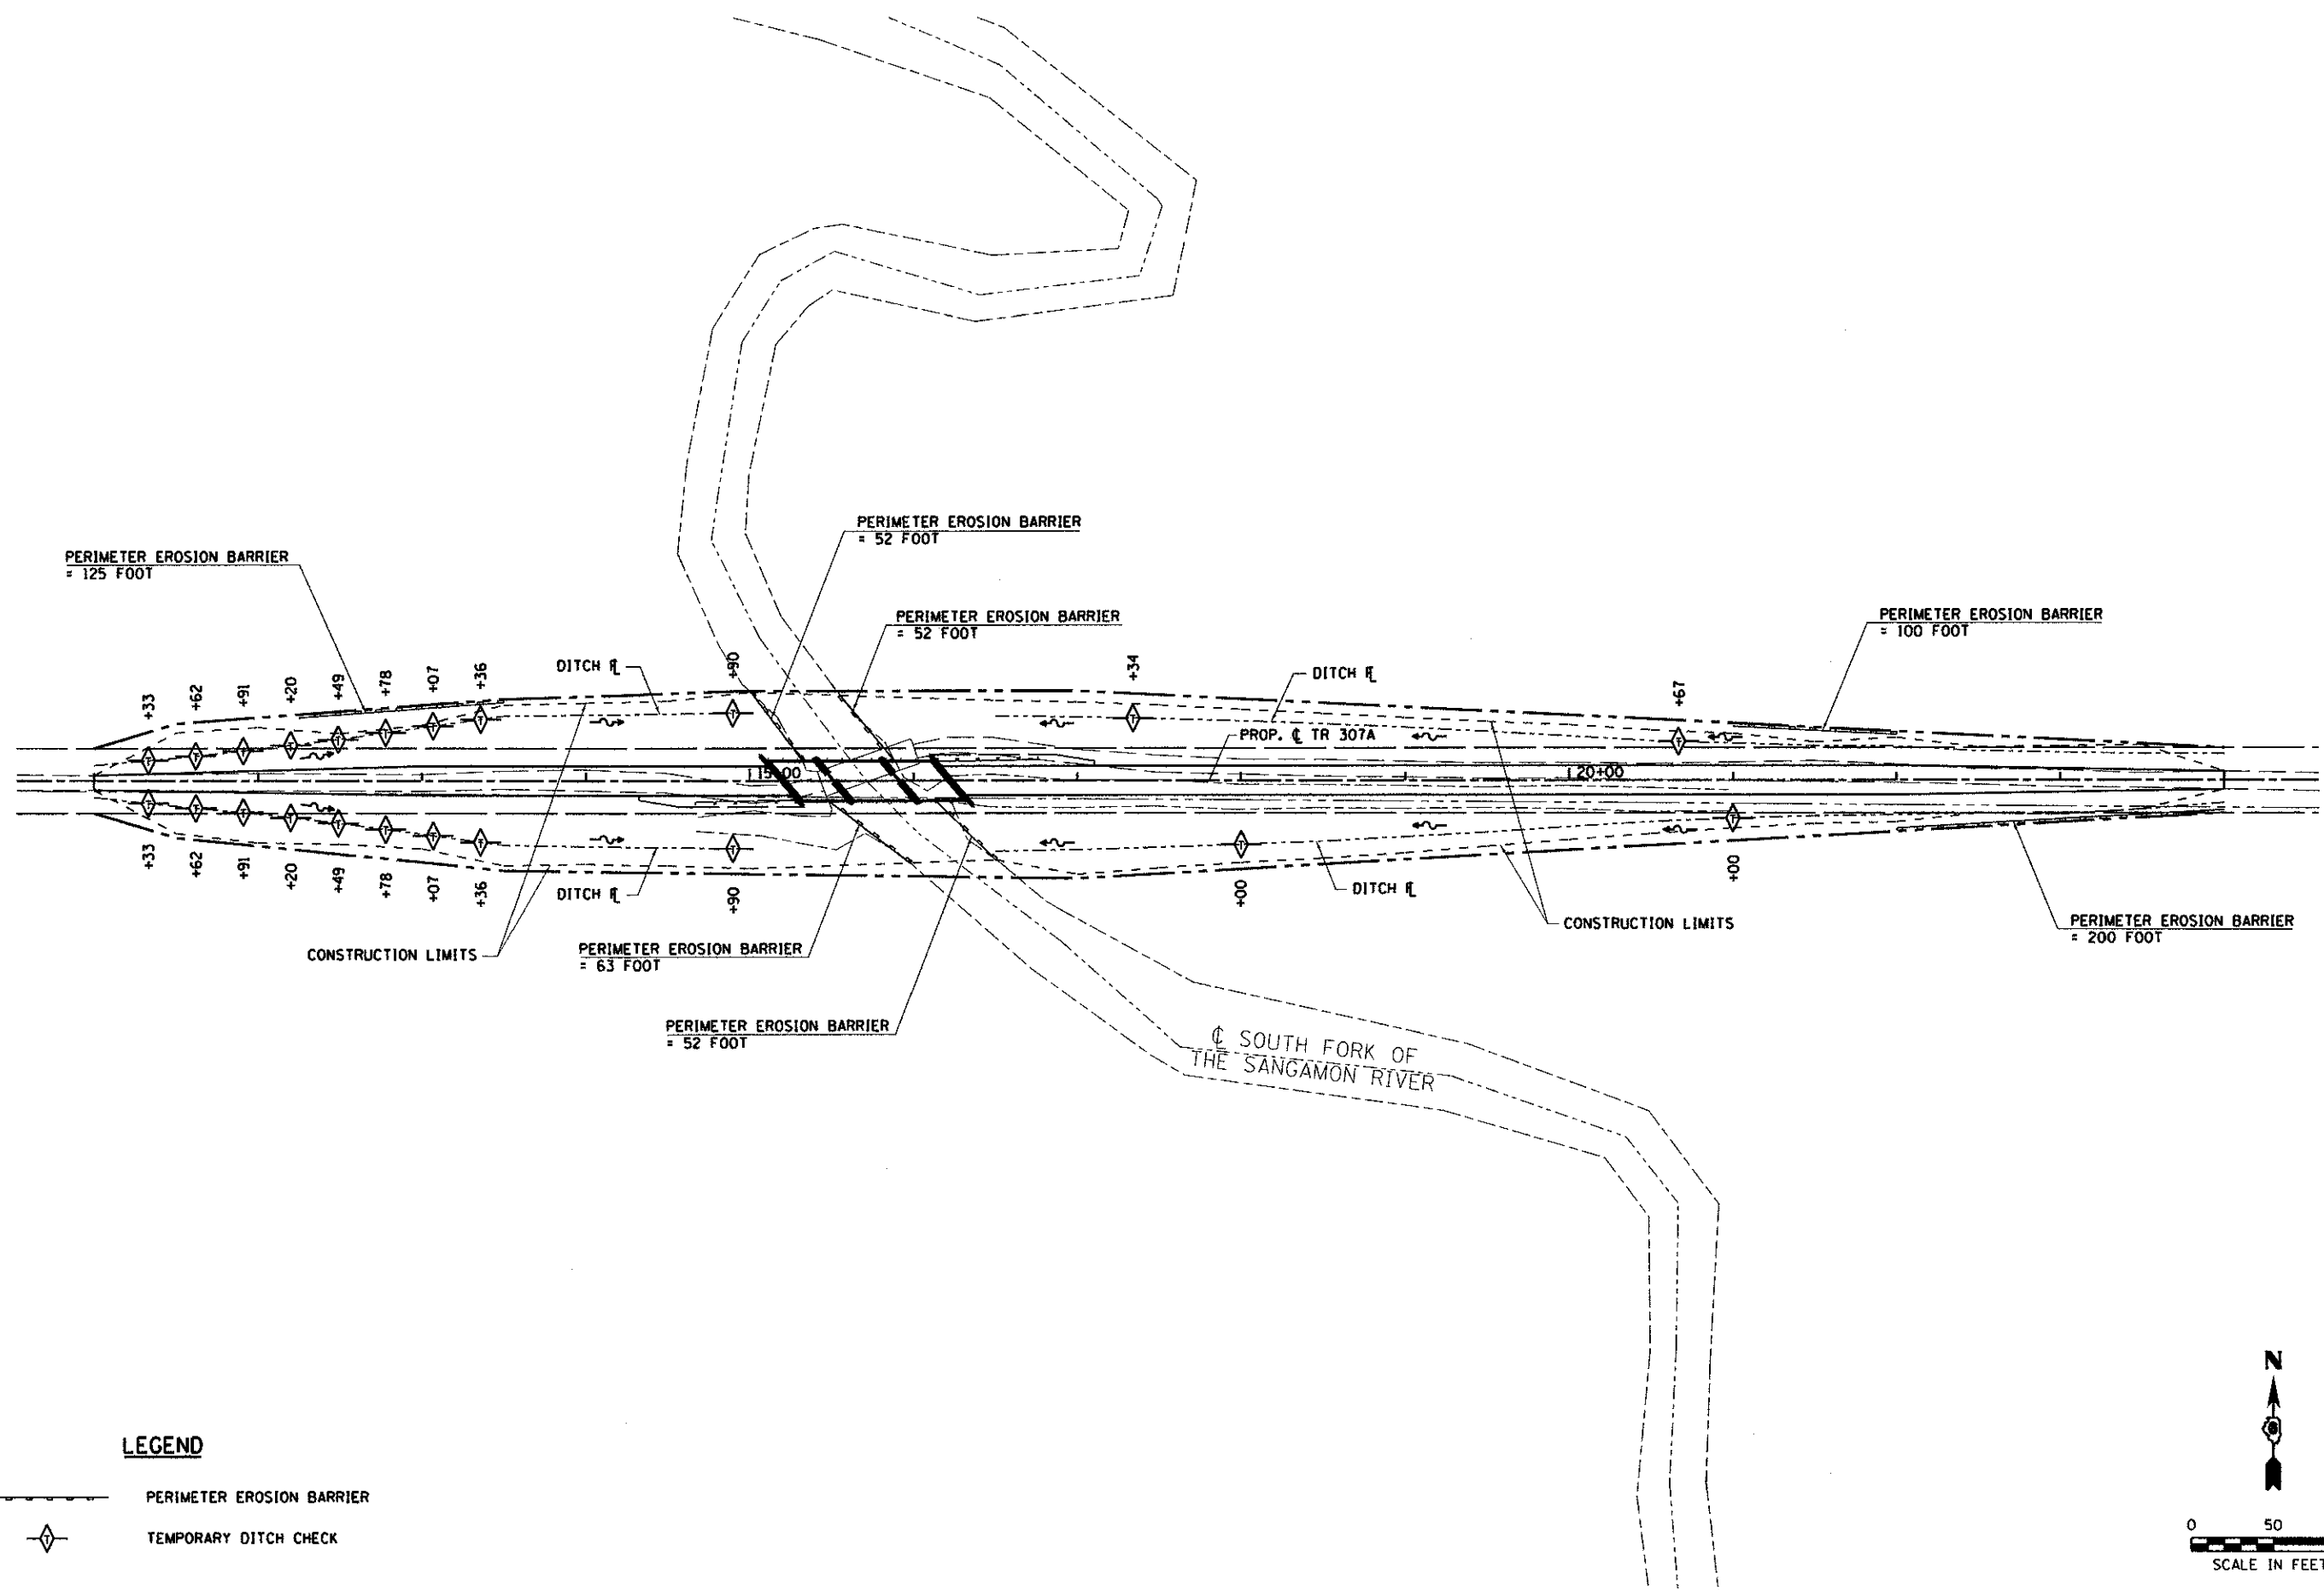 PERIMETER EROSION BARRIER
= 52 FOOT
PERIMETER EROSION BARRIER
= 125 FOOT
PERIMETER EROSION BARRIER
= 52 FOOT
PERIMETER EROSION BARRIER
= 100 FOOT
+33
+62
+91
+20
+49
+78
+07
+36
DITCH ℄
+90
+34
DITCH ℄
+67
PROP. ℄ TR 307A
15+00
20+00
+33
+62
+91
+20
+49
+78
+07
+36
DITCH ℄
+90
+00
DITCH ℄
+00
CONSTRUCTION LIMITS
PERIMETER EROSION BARRIER
= 63 FOOT
CONSTRUCTION LIMITS
PERIMETER EROSION BARRIER
= 200 FOOT
PERIMETER EROSION BARRIER
= 52 FOOT
℄ SOUTH FORK OF
THE SANGAMON RIVER
N
LEGEND
PERIMETER EROSION BARRIER
T TEMPORARY DITCH CHECK
0 50
SCALE IN FEET